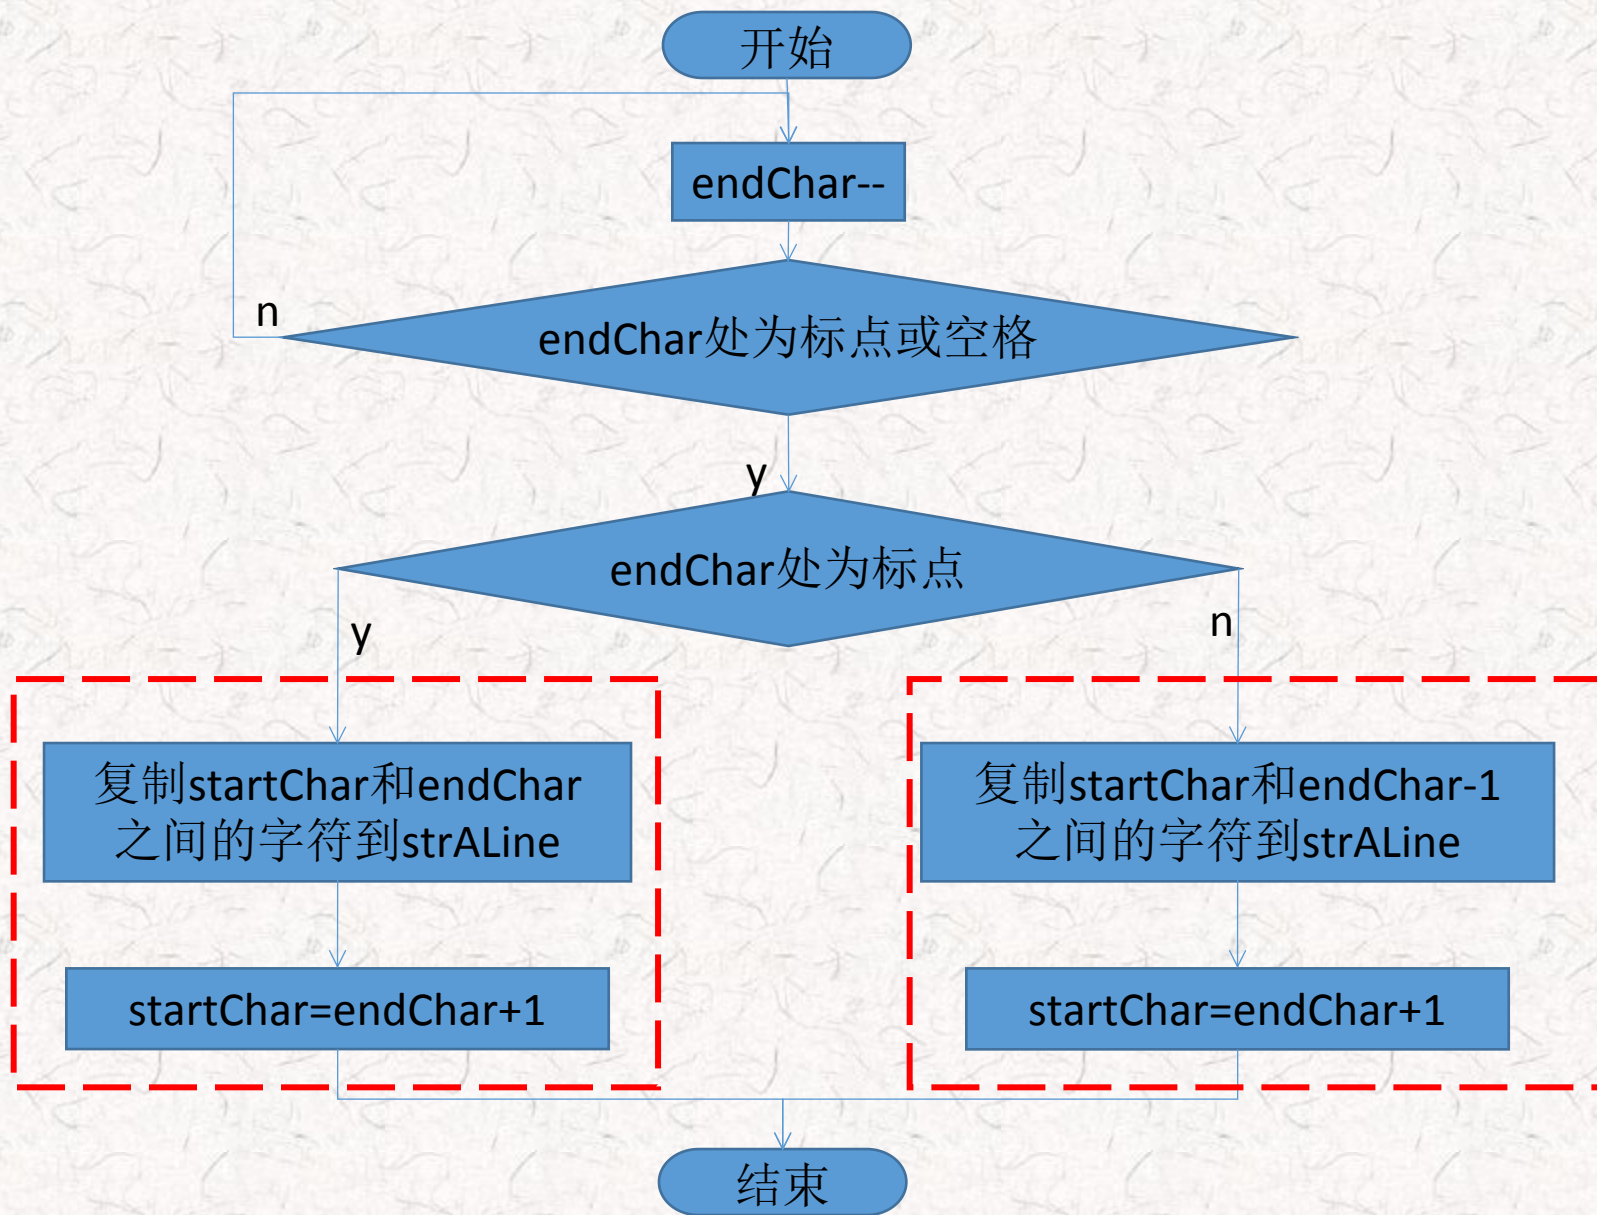 开始
endChar--
n
endChar处为标点或空格
y
endChar处为标点
y
n
复制startChar和endChar
之间的字符到strALine
复制startChar和endChar-1
之间的字符到strALine
startChar=endChar+1
startChar=endChar+1
结束